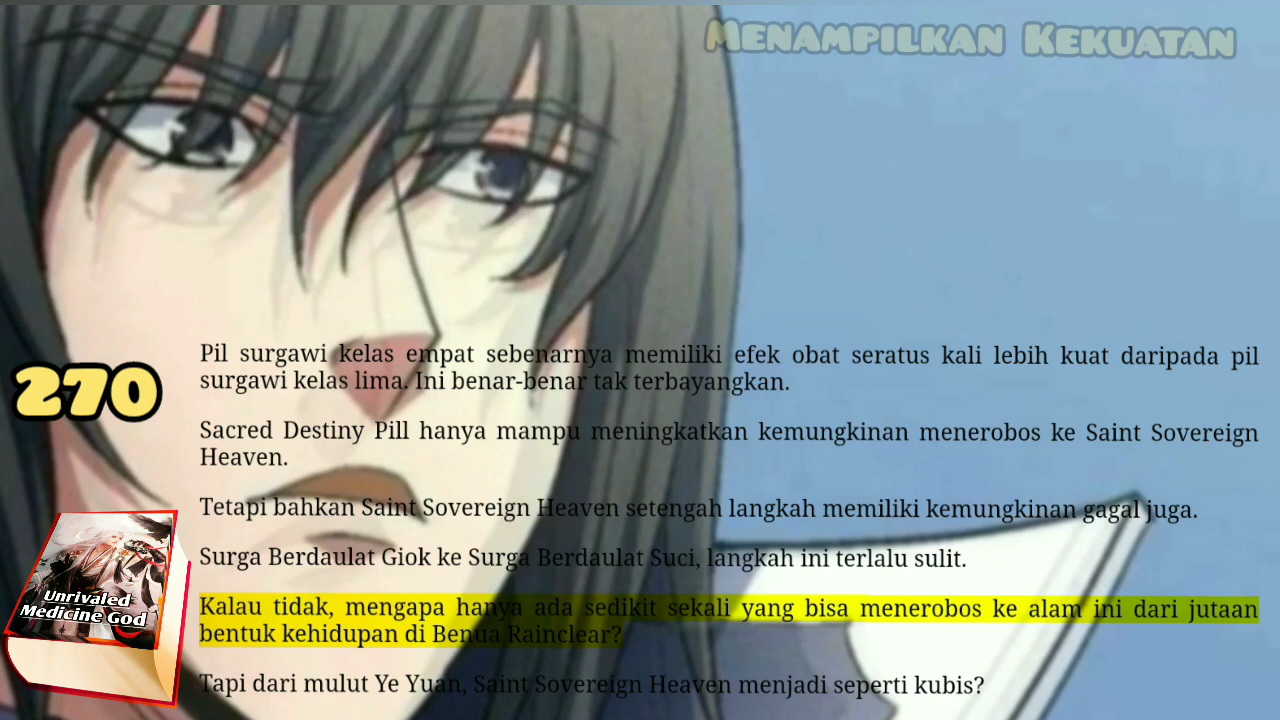 Menampilkan Kekuatan
270
Pil surgawi kelas empat sebenarnya memiliki efek obat seratus kali lebih kuat daripada pil
surgawi kelas lima. Ini benar-benar tak terbayangkan.
Sacred Destiny Pill hanya mampu meningkatkan kemungkinan menerobos ke Saint Sovereign
Heaven.
Tetapi bahkan Saint Sovereign Heaven setengah langkah memiliki kemungkinan gagal juga.
Surga Berdaulat Giok ke Surga Berdaulat Suci, langkah ini terlalu sulit.
Kalau tidak, mengapa hanya ada sedikit sekali yang bisa menerobos ke alam ini dari jutaan
bentuk kehidupan di Benua Rainclear?
Tapi dari mulut Ye Yuan, Saint Sovereign Heaven menjadi seperti kubis?
Unrivaled
Medicine God